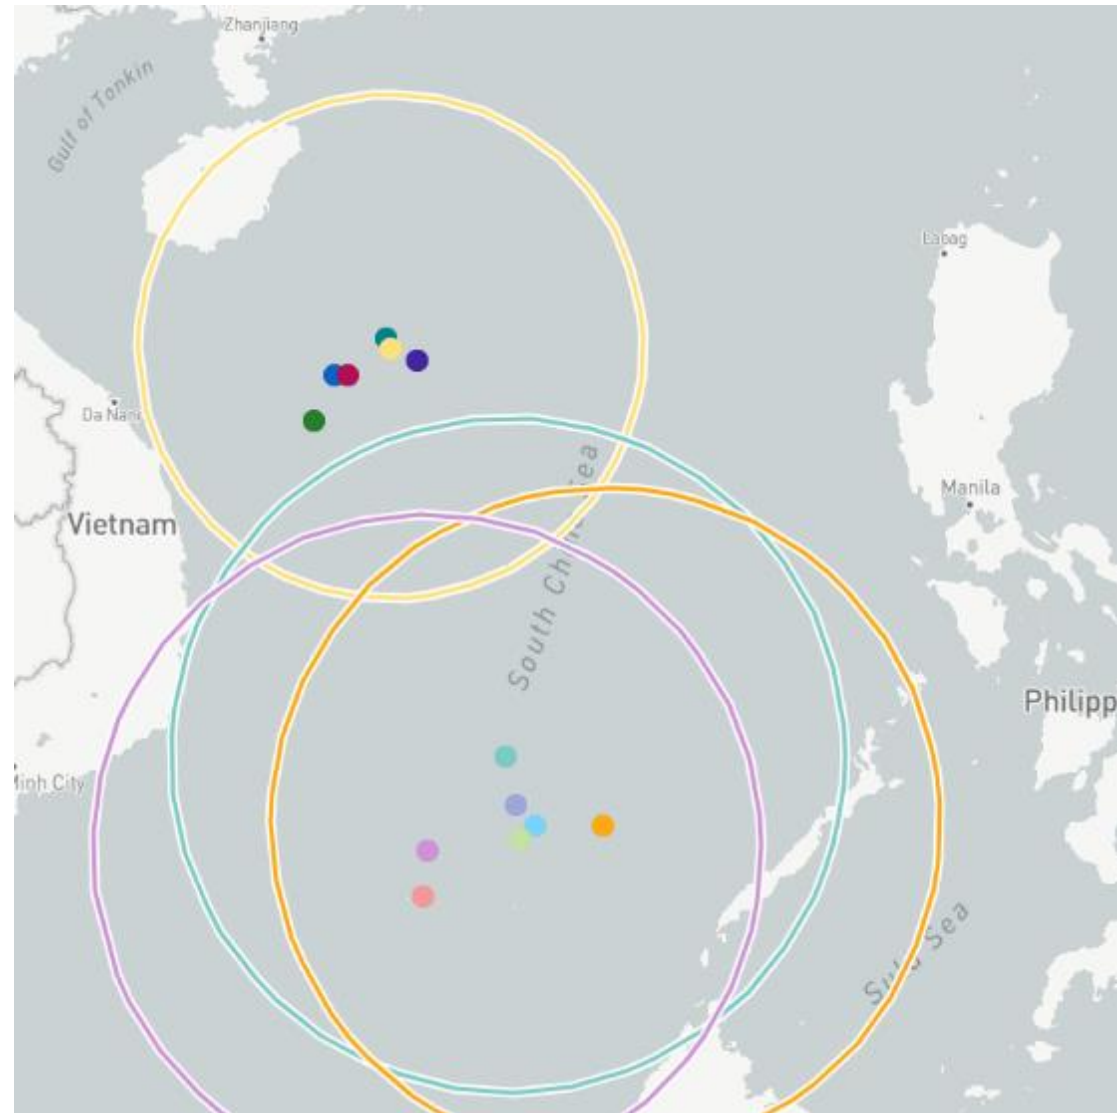 Zhanjiang
Gulf of Tonkin
Laoag
Da Nang
Manila
Vietnam
South China Sea
Philipp
Minh City
Sulu Sea